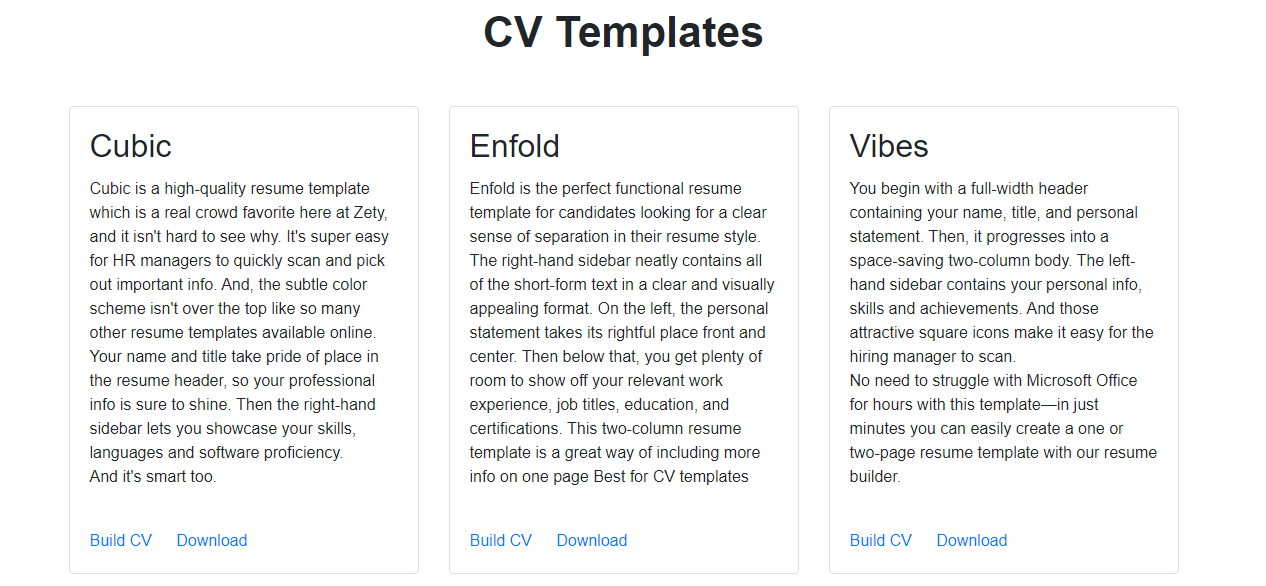 CV Templates
Cubic
Cubic is a high-quality resume template
which is a real crowd favorite here at Zety,
and it isn't hard to see why. It's super easy
for HR managers to quickly scan and pick
out important info. And, the subtle color
scheme isn't over the top like so many
other resume templates available online.
Your name and title take pride of place in
the resume header, so your professional
info is sure to shine. Then the right-hand
sidebar lets you showcase your skills,
languages and software proficiency.
And it's smart too.
Build CV Download
Enfold
Enfold is the perfect functional resume
template for candidates looking for a clear
sense of separation in their resume style.
The right-hand sidebar neatly contains all
of the short-form text in a clear and visually
appealing format. On the left, the personal
statement takes its rightful place front and
center. Then below that, you get plenty of
room to show off your relevant work
experience, job titles, education, and
certifications. This two-column resume
template is a great way of including more
info on one page Best for CV templates
Build CV Download
Vibes
You begin with a full-width header
containing your name, title, and personal
statement. Then, it progresses into a
space-saving two-column body. The left-
hand sidebar contains your personal info,
skills and achievements. And those
attractive square icons make it easy for the
hiring manager to scan.
No need to struggle with Microsoft Office
for hours with this template—in just
minutes you can easily create a one or
two-page resume template with our resume
builder.
Build CV Download